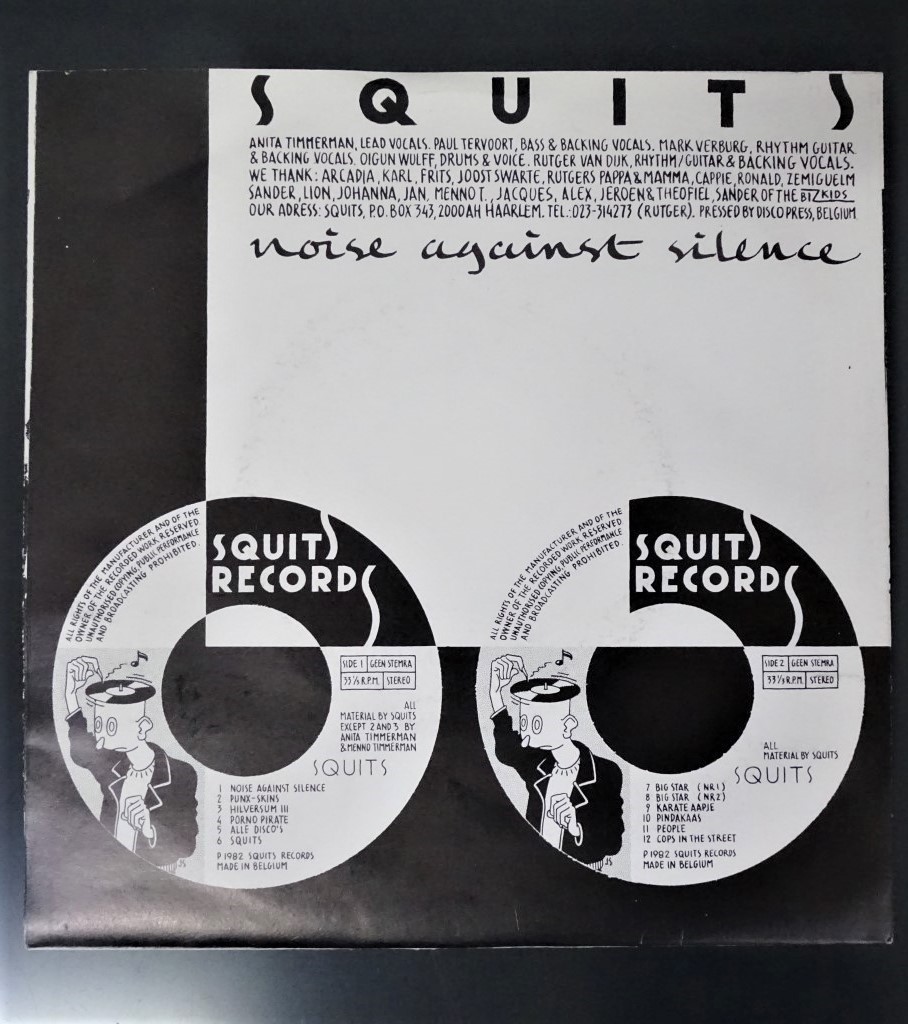 SQUITS
ANITA TIMMERMAN, LEAD VOCALS. PAUL TERVOORT, BASS & BACKING VOCALS. MARK VERBURG, RHYTHM GUITAR
& BACKING VOCALS. OIGUN WULFF, DRUMS & VOICE. RUTGER VAN DIJK, RHYTHM/GUITAR & BACKING VOCALS.
WE THANK: ARCADIA, KARL, FRITS, JOOST SWARTE, RUTGERS PAPPA & MAMMA, CAPPIE, RONALD, ZEMIGUELM
SANDER, LION, JOHANNA, JAN, MENNO T., JACQUES, ALEX, JEROEN & THEOFIEL, SANDER OF THE BIZKIDS
OUR ADRESS: SQUITS, P.O. BOX 343, 2000AH HAARLEM. TEL.: 023-314273 (RUTGER). PRESSED BY DISCOPRESS, BELGIUM
noise against silence
ALL RIGHTS OF THE MANUFACTURER AND OF THE
OWNER OF THE RECORDED WORK RESERVED
UNAUTHORISED COPYING, PUBLIC PERFORMANCE
AND BROADCASTING PROHIBITED.
SQUITS
RECORDS
SIDE 1 GEEN STEMRA
33 1/3 R.P.M. STEREO
ALL
MATERIAL BY SQUITS
EXCEPT 2 AND 3 BY
ANITA TIMMERMAN
& MENNO TIMMERMAN
SQUITS
1 NOISE AGAINST SILENCE
2 PUNX-SKINS
3 HILVERSUM III
4 PORNO PIRATE
5 ALLE DISCO'S
6 SQUITS
P 1982 SQUITS RECORDS
MADE IN BELGIUM
JS
ALL RIGHTS OF THE MANUFACTURER AND OF THE
OWNER OF THE RECORDED WORK RESERVED
UNAUTHORISED COPYING, PUBLIC PERFORMANCE
AND BROADCASTING PROHIBITED.
SQUITS
RECORDS
SIDE 2 GEEN STEMRA
33 1/3 R.P.M. STEREO
ALL
MATERIAL BY SQUITS
SQUITS
7 BIG STAR (NR1)
8 BIG STAR (NR2)
9 KARATE AAPJE
10 PINDAKAAS
11 PEOPLE
12 COPS IN THE STREET
P 1982 SQUITS RECORDS
MADE IN BELGIUM
JS